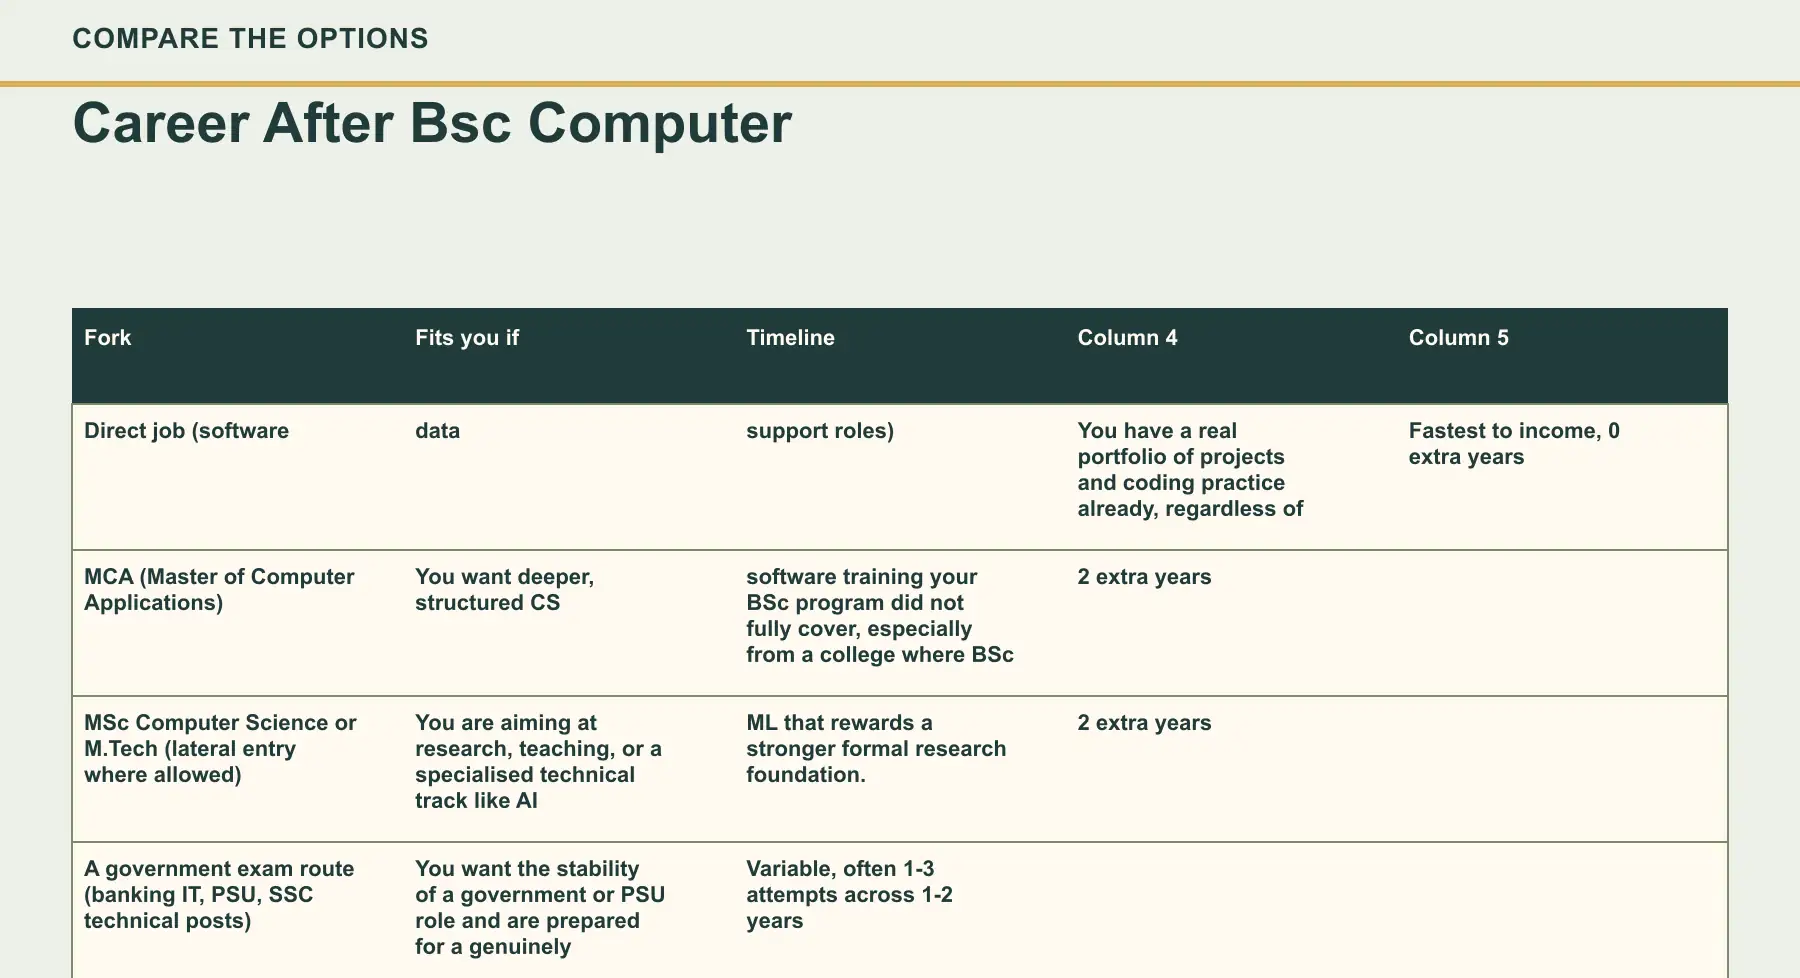 COMPARE THE OPTIONS
Career After Bsc Computer
Fork
Fits you if
Timeline
Column 4
Column 5
Direct job (software
data
support roles)
You have a real
portfolio of projects
and coding practice
already, regardless of
Fastest to income, 0
extra years
MCA (Master of Computer
Applications)
You want deeper,
structured CS
software training your
BSc program did not
fully cover, especially
from a college where BSc
2 extra years
MSc Computer Science or
M.Tech (lateral entry
where allowed)
You are aiming at
research, teaching, or a
specialised technical
track like AI
ML that rewards a
stronger formal research
foundation.
2 extra years
A government exam route
(banking IT, PSU, SSC
technical posts)
You want the stability
of a government or PSU
role and are prepared
for a genuinely
Variable, often 1-3
attempts across 1-2
years